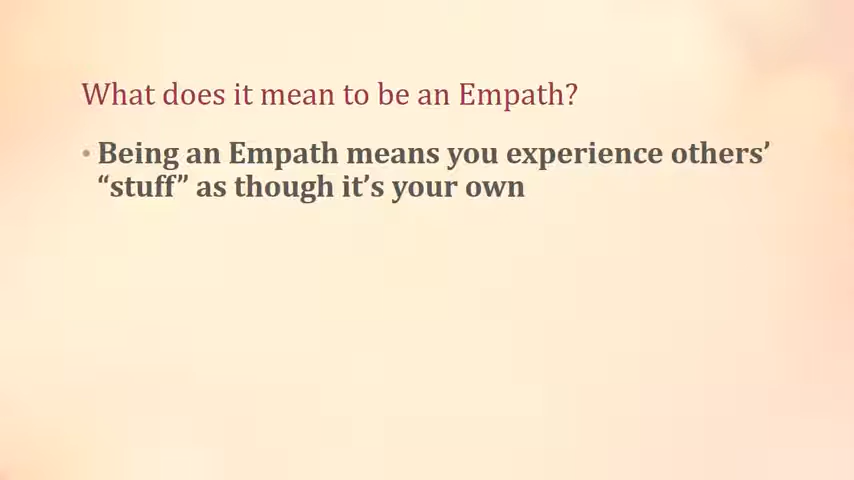 What does it mean to be an Empath?
• Being an Empath means you experience others’
“stuff” as though it’s your own